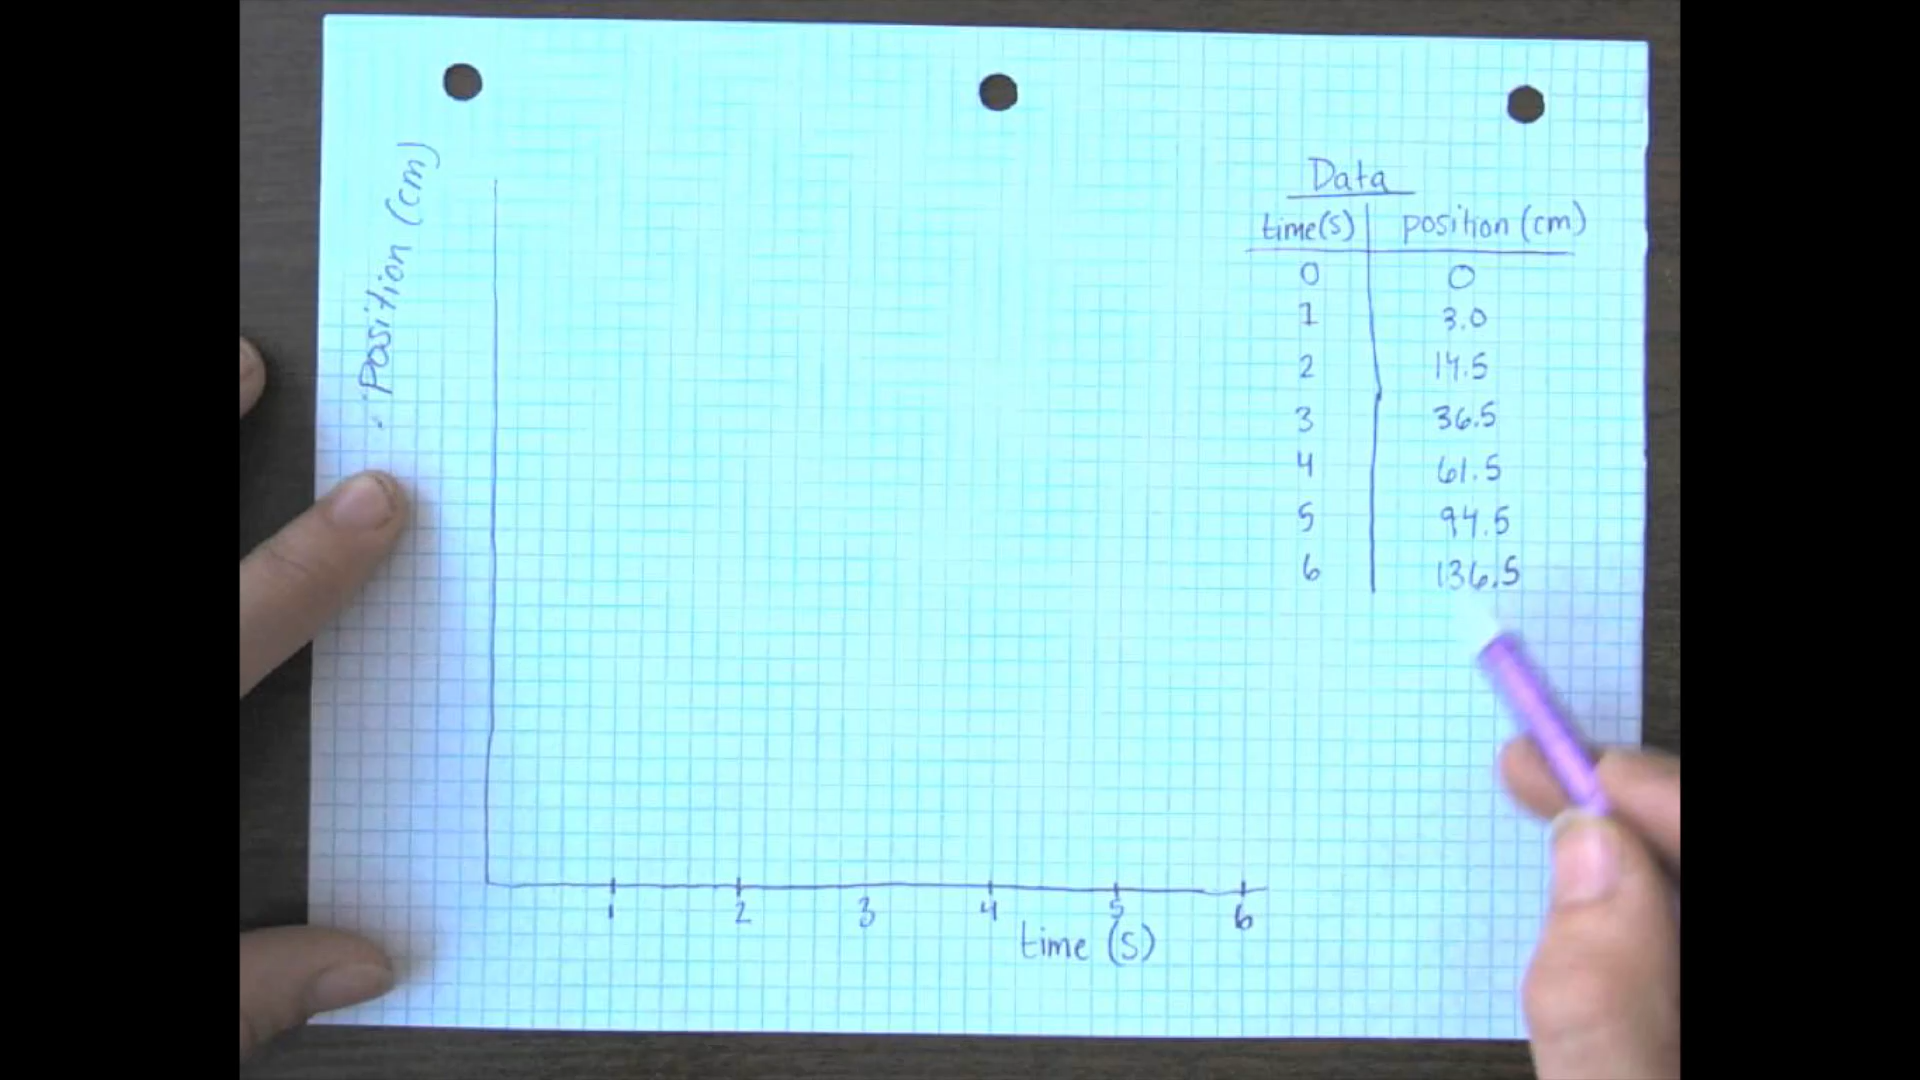 Position (cm)
Data
time(s) position (cm)
0 0
1 3.0
2 14.5
3 36.5
4 61.5
5 94.5
6 136.5
1 2 3 4 5 6
time (s)